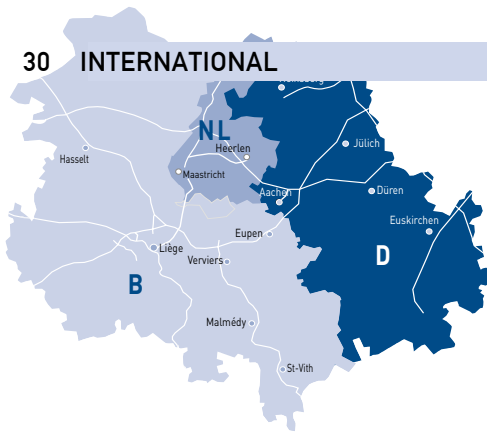 30 INTERNATIONAL
NL
Heerlen
Jülich
Hasselt
Maastricht
Aachen
Düren
Euskirchen
Eupen
Liège
Verviers
D
B
Malmédy
St-Vith